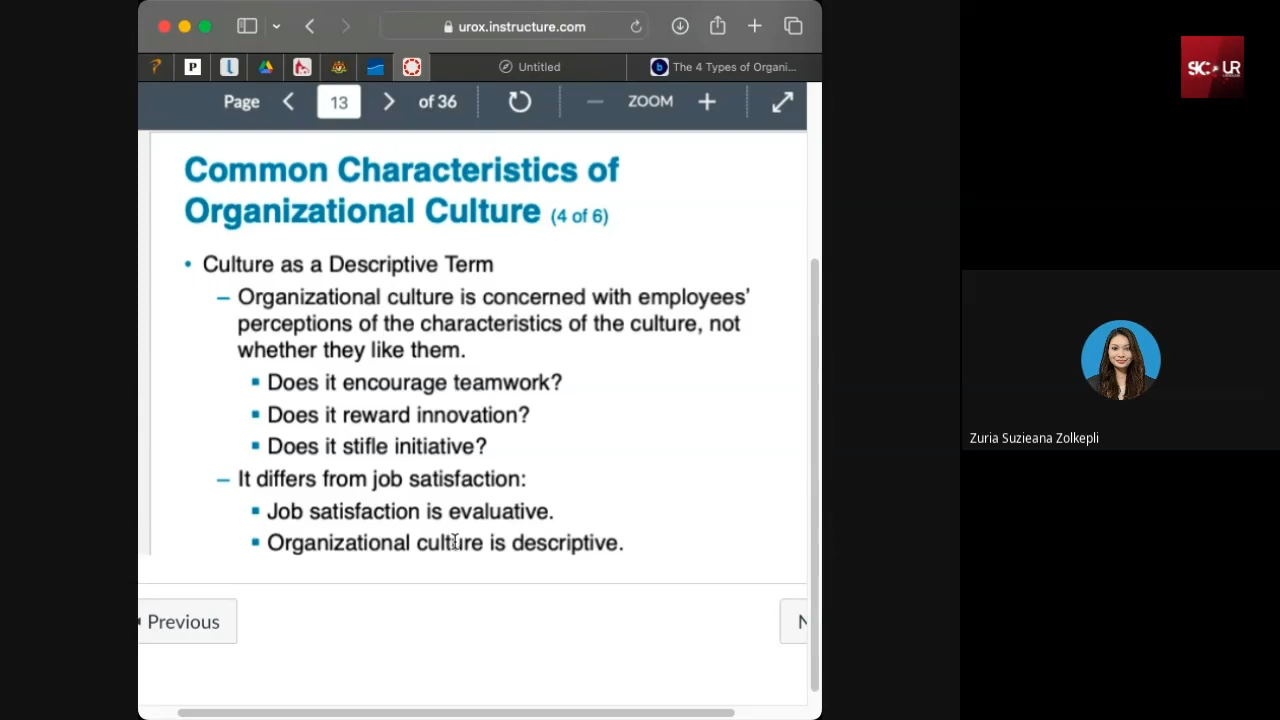 urox.instructure.com
P
Untitled
b The 4 Types of Organi...
Page 13 of 36 ZOOM
Common Characteristics of
Organizational Culture (4 of 6)
• Culture as a Descriptive Term
– Organizational culture is concerned with employees’
perceptions of the characteristics of the culture, not
whether they like them.
▪ Does it encourage teamwork?
▪ Does it reward innovation?
▪ Does it stifle initiative?
– It differs from job satisfaction:
▪ Job satisfaction is evaluative.
▪ Organizational culture is descriptive.
Previous
N
Zuria Suzieana Zolkepli